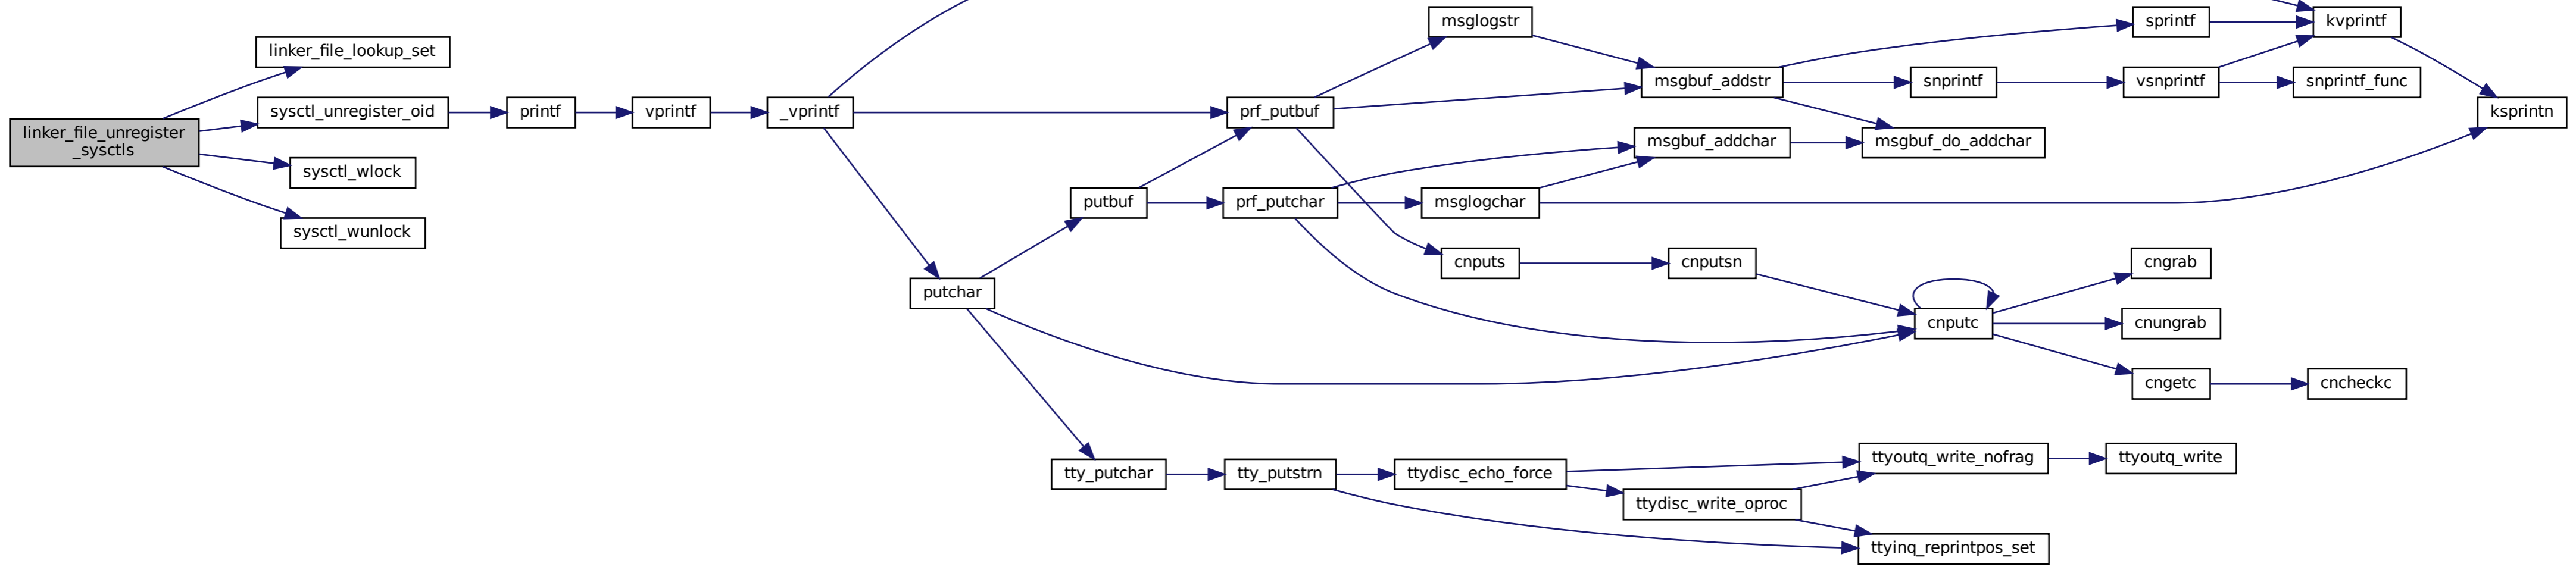 msglogstr
sprintf
kvprintf
linker_file_lookup_set
msgbuf_addstr
snprintf
vsnprintf
snprintf_func
linker_file_unregister
_sysctls
sysctl_unregister_oid
printf
vprintf
_vprintf
prf_putbuf
ksprintn
sysctl_wlock
msgbuf_addchar
msgbuf_do_addchar
putbuf
prf_putchar
msglogchar
sysctl_wunlock
cnputs
cnputsn
cngrab
putchar
cnputc
cnungrab
cngetc
cncheckc
tty_putchar
tty_putstrn
ttydisc_echo_force
ttyoutq_write_nofrag
ttyoutq_write
ttydisc_write_oproc
ttyinq_reprintpos_set